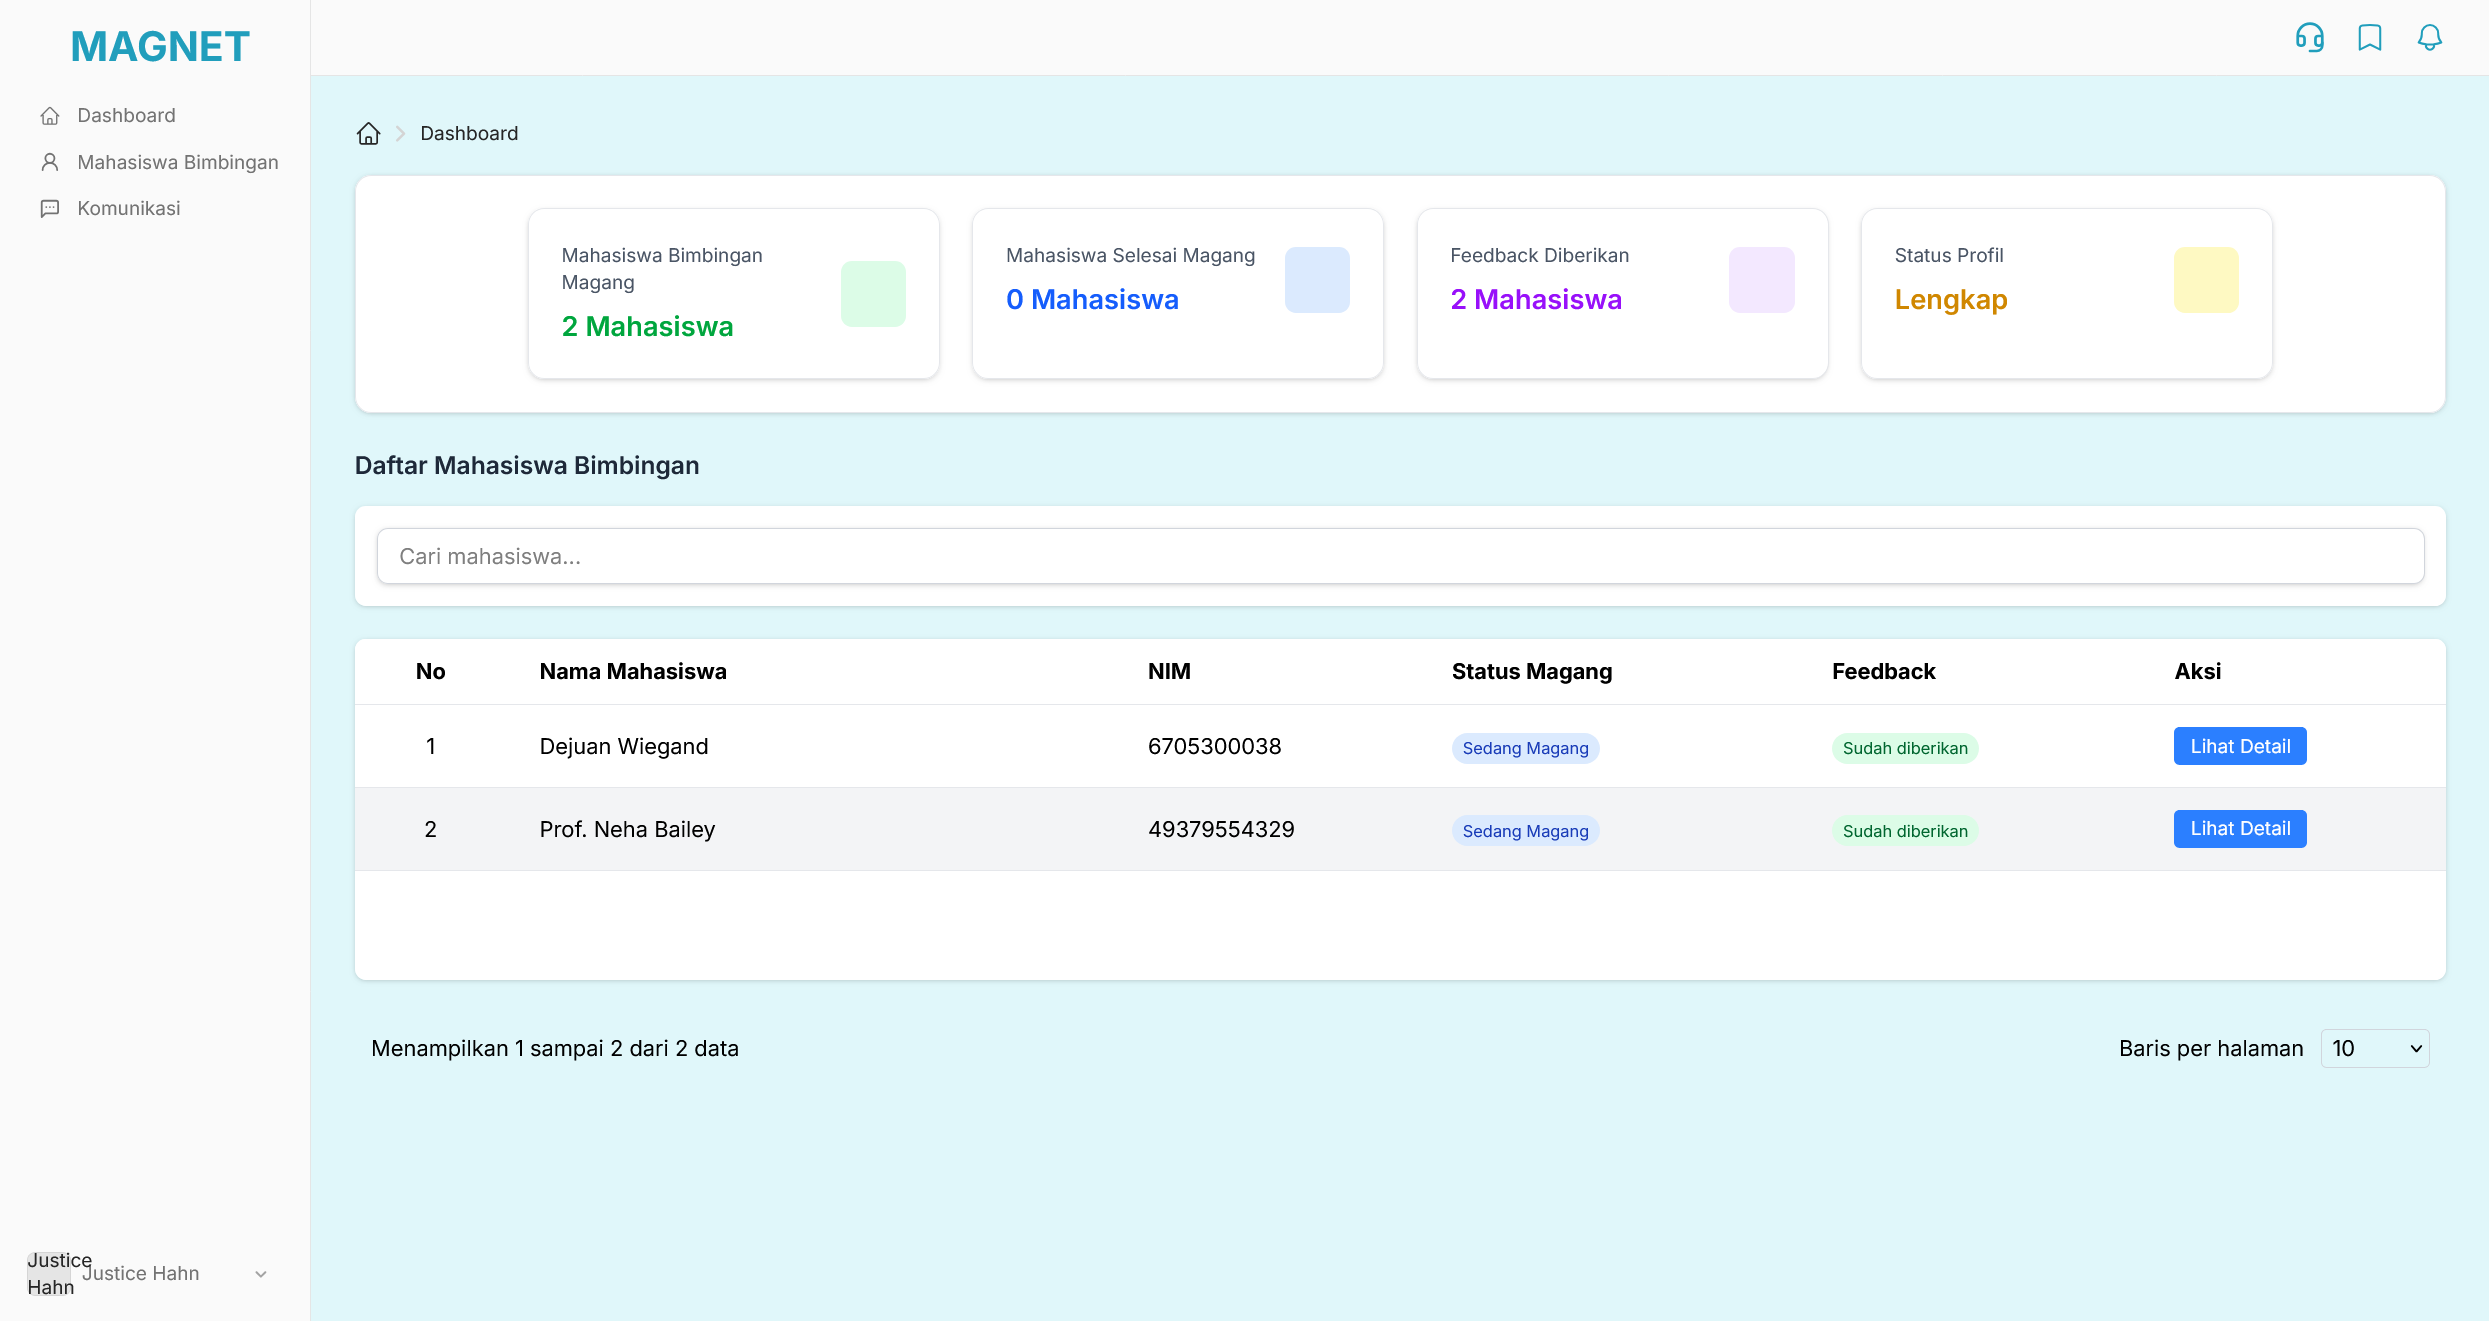 MAGNET
Dashboard
Mahasiswa Bimbingan
Komunikasi
Dashboard
Mahasiswa Bimbingan
Magang
2 Mahasiswa
Mahasiswa Selesai Magang
0 Mahasiswa
Feedback Diberikan
2 Mahasiswa
Status Profil
Lengkap
Daftar Mahasiswa Bimbingan
Cari mahasiswa...
No Nama Mahasiswa NIM Status Magang Feedback Aksi
1 Dejuan Wiegand 6705300038 Sedang Magang Sudah diberikan Lihat Detail
2 Prof. Neha Bailey 49379554329 Sedang Magang Sudah diberikan Lihat Detail
Menampilkan 1 sampai 2 dari 2 data
Baris per halaman 10
Justice
Hahn
Justice Hahn